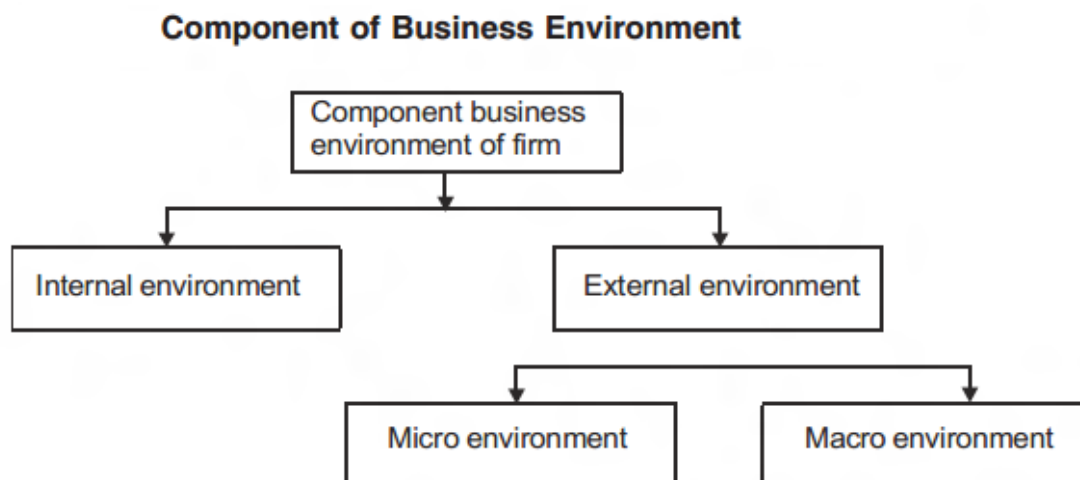 Component of Business Environment
Component business
environment of firm
Internal environment
External environment
Micro environment
Macro environment